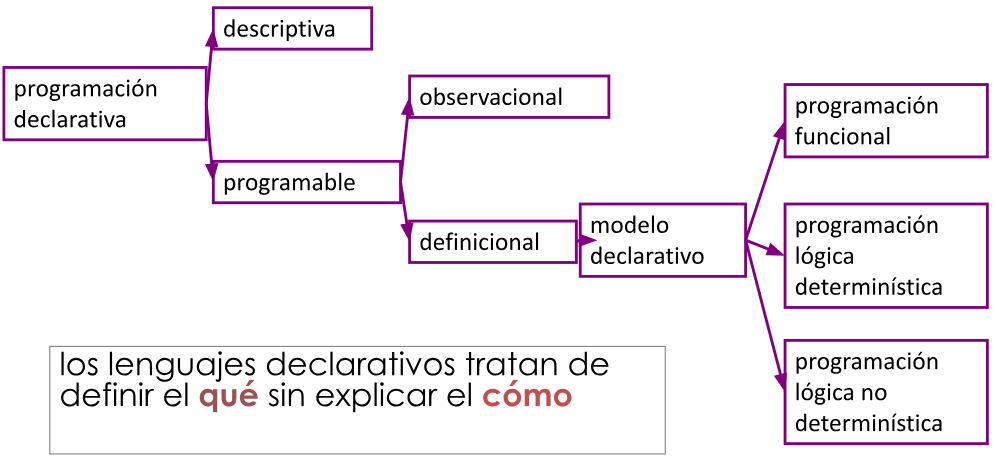 descriptiva
programación
declarativa
observacional
programable
definicional
modelo
declarativo
programación
funcional
programación
lógica
determinística
programación
lógica no
determinística
los lenguajes declarativos tratan de
definir el qué sin explicar el cómo